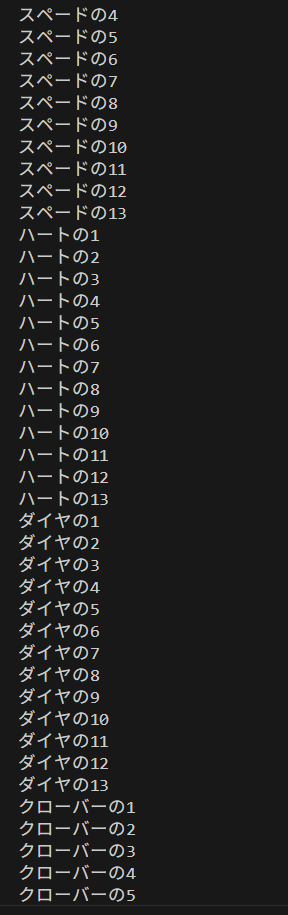 スペードの4
スペードの5
スペードの6
スペードの7
スペードの8
スペードの9
スペードの10
スペードの11
スペードの12
スペードの13
ハートの1
ハートの2
ハートの3
ハートの4
ハートの5
ハートの6
ハートの7
ハートの8
ハートの9
ハートの10
ハートの11
ハートの12
ハートの13
ダイヤの1
ダイヤの2
ダイヤの3
ダイヤの4
ダイヤの5
ダイヤの6
ダイヤの7
ダイヤの8
ダイヤの9
ダイヤの10
ダイヤの11
ダイヤの12
ダイヤの13
クローバーの1
クローバーの2
クローバーの3
クローバーの4
クローバーの5